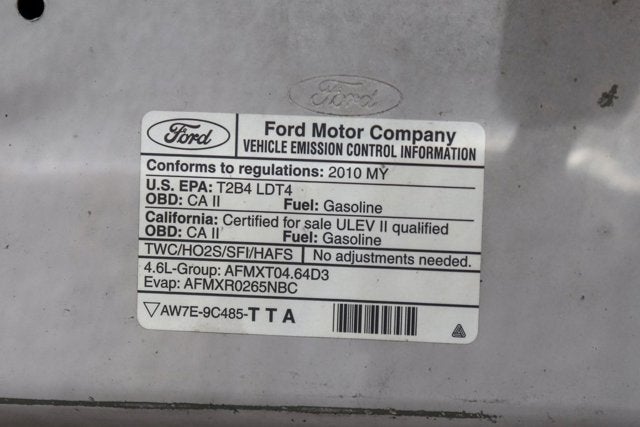 Ford
Ford
Ford Motor Company
VEHICLE EMISSION CONTROL INFORMATION
Conforms to regulations: 2010 MY
U.S. EPA: T2B4 LDT4
OBD: CA II Fuel: Gasoline
California: Certified for sale ULEV II qualified
OBD: CA II Fuel: Gasoline
TWC/HO2S/SFI/HAFS No adjustments needed.
4.6L-Group: AFMXT04.64D3
Evap: AFMXR0265NBC
▽AW7E-9C485-TTA